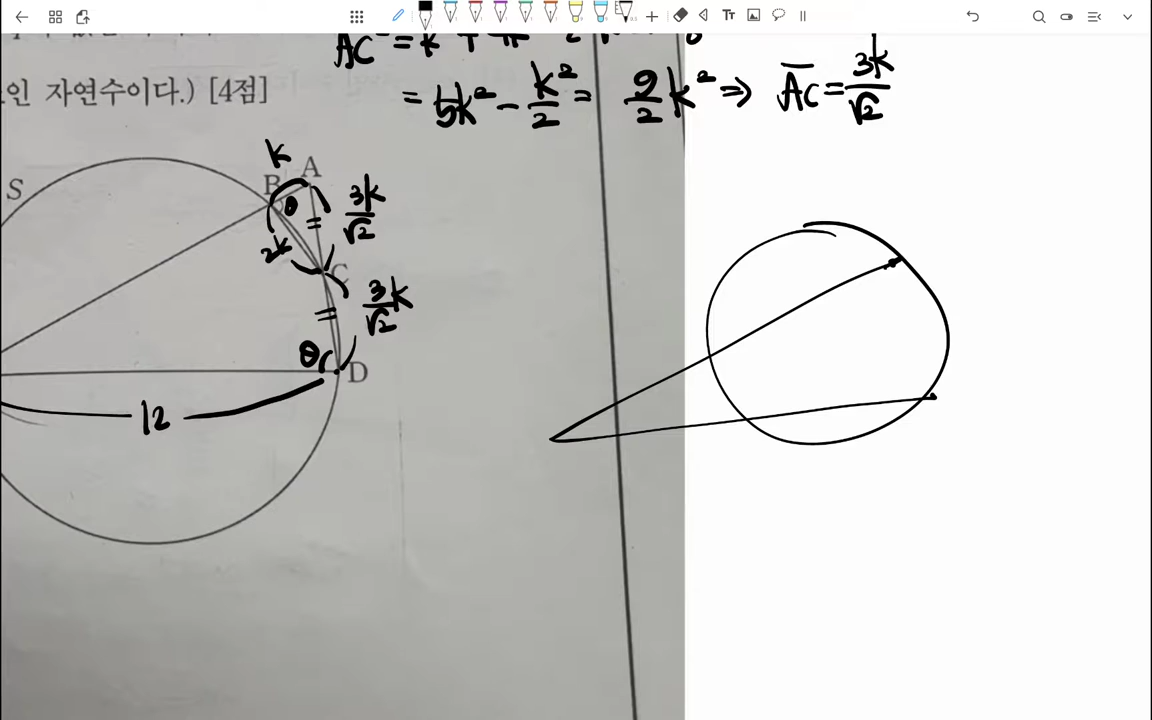 인 자연수이다.) [4점]
= 5k² - k²/2 = 9/2 k² ⇒ AC = 3k/√2
S
k
A
B
θ
= 3k/√2
2k
C
= 3k/√2
θ
D
12
Tт